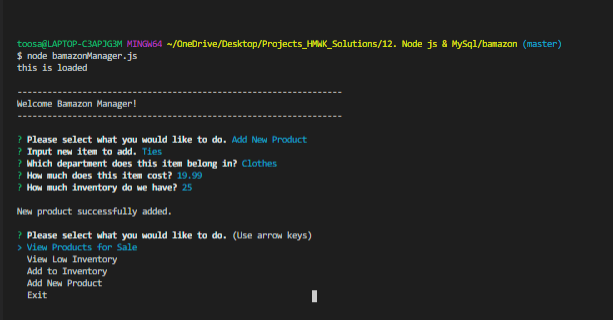 toosa@LAPTOP-C3APJG3M MINGW64 ~/OneDrive/Desktop/Projects_HMWK_Solutions/12. Node js & MySql/bamazon (master)
$ node bamazonManager.js
this is loaded
-----------------------------------------------------------------
Welcome Bamazon Manager!
-----------------------------------------------------------------
? Please select what you would like to do. Add New Product
? Input new item to add. Ties
? Which department does this item belong in? Clothes
? How much does this item cost? 19.99
? How much inventory do we have? 25
New product successfully added.
? Please select what you would like to do. (Use arrow keys)
> View Products for Sale
View Low Inventory
Add to Inventory
Add New Product
Exit